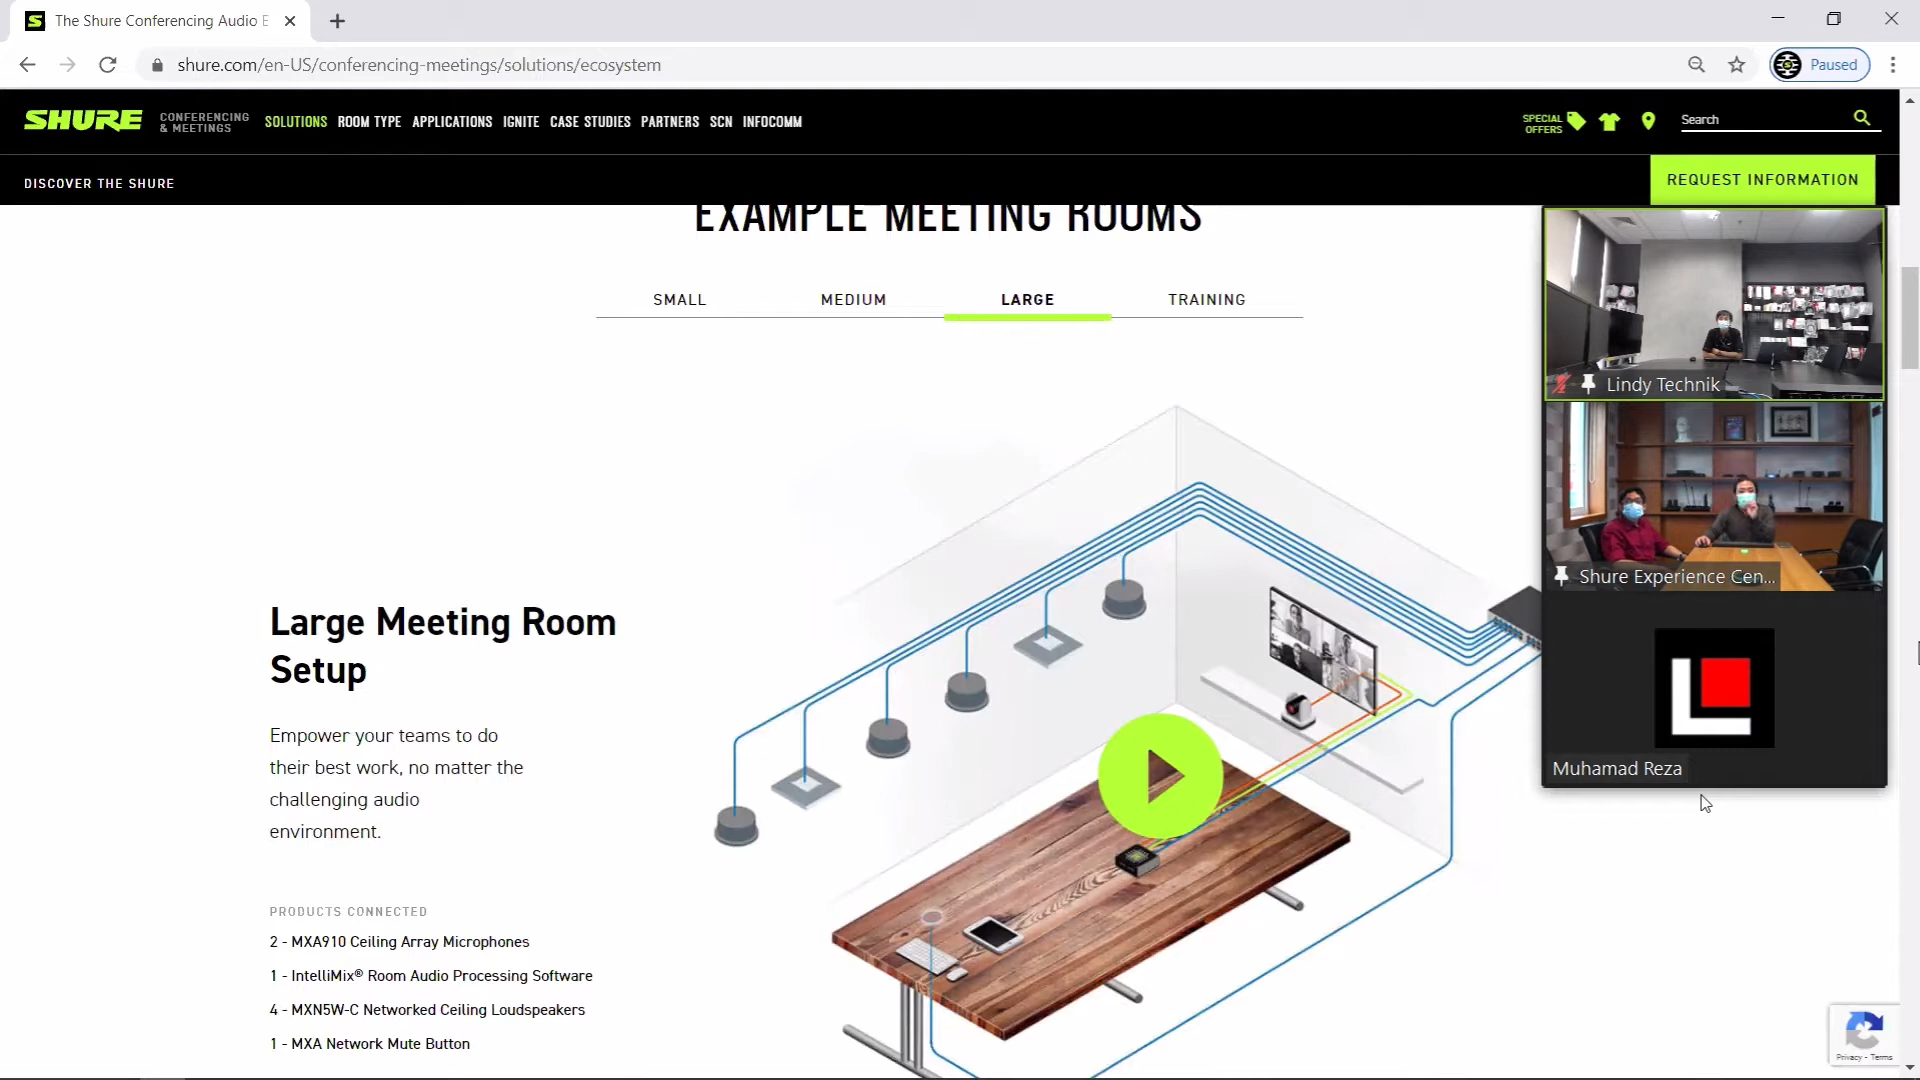 The Shure Conferencing Audio E
shure.com/en-US/conferencing-meetings/solutions/ecosystem
Paused
SHURE
CONFERENCING
& MEETINGS
SOLUTIONS
ROOM TYPE
APPLICATIONS
IGNITE
CASE STUDIES
PARTNERS
SCN
INFOCOMM
SPECIAL
OFFERS
Search
DISCOVER THE SHURE
REQUEST INFORMATION
EXAMPLE MEETING ROOMS
SMALL
MEDIUM
LARGE
TRAINING
Lindy Technik
Shure Experience Cen...
Muhamad Reza
Large Meeting Room
Setup
Empower your teams to do
their best work, no matter the
challenging audio
environment.
PRODUCTS CONNECTED
2 - MXA910 Ceiling Array Microphones
1 - IntelliMix® Room Audio Processing Software
4 - MXN5W-C Networked Ceiling Loudspeakers
1 - MXA Network Mute Button
Privacy - Terms